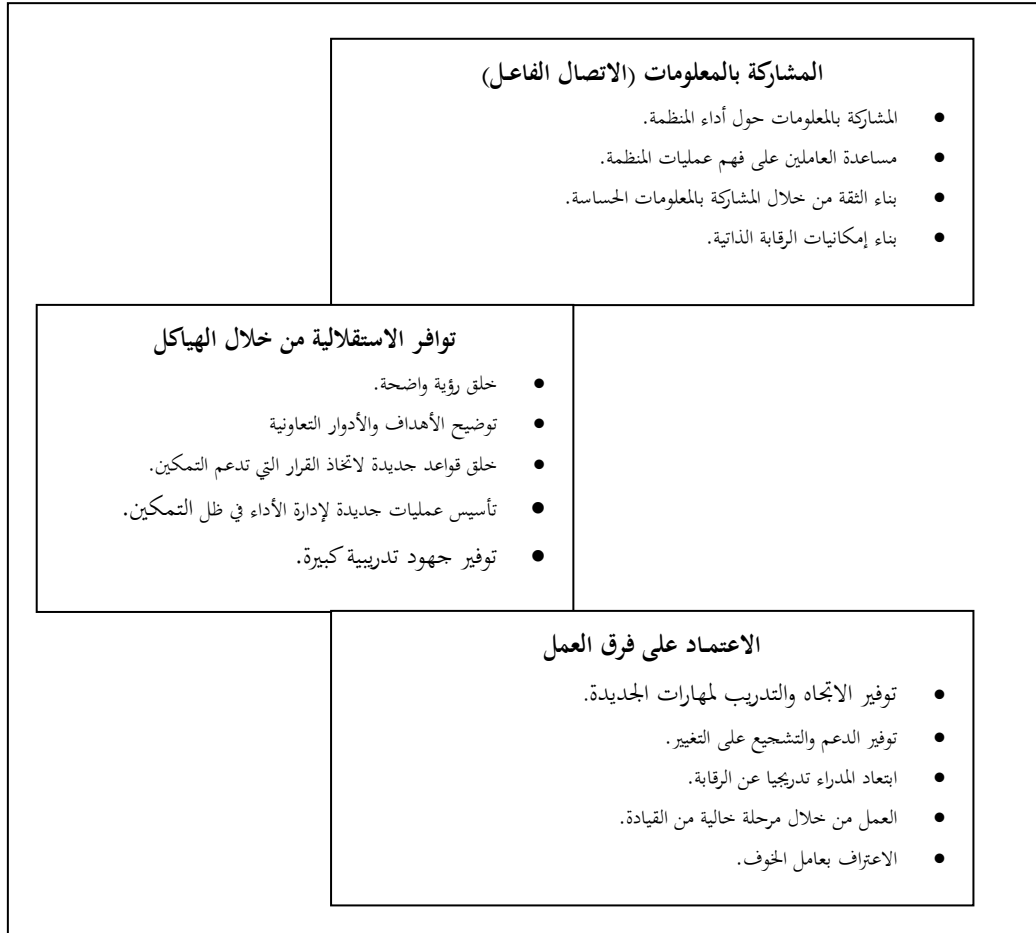 المشاركة بالمعلومات (الاتصال الفاعل)
● المشاركة بالمعلومات حول أداء المنظمة.
● مساعدة العاملين على فهم عمليات المنظمة.
● بناء الثقة من خلال المشاركة بالمعلومات الحساسة.
● بناء إمكانيات الرقابة الذاتية.
توافر الاستقلالية من خلال الهياكل
● خلق رؤية واضحة.
● توضيح الأهداف والأدوار التعاونية
● خلق قواعد جديدة لاتخاذ القرار التي تدعم التمكين.
● تأسيس عمليات جديدة لإدارة الأداء في ظل التمكين.
● توفير جهود تدريبية كبيرة.
الاعتماد على فرق العمل
● توفير الاتجاه والتدريب لمهارات الجديدة.
● توفير الدعم والتشجيع على التغيير.
● ابتعاد المدراء تدريجيا عن الرقابة.
● العمل من خلال مرحلة خالية من القيادة.
● الاعتراف بعامل الخوف.